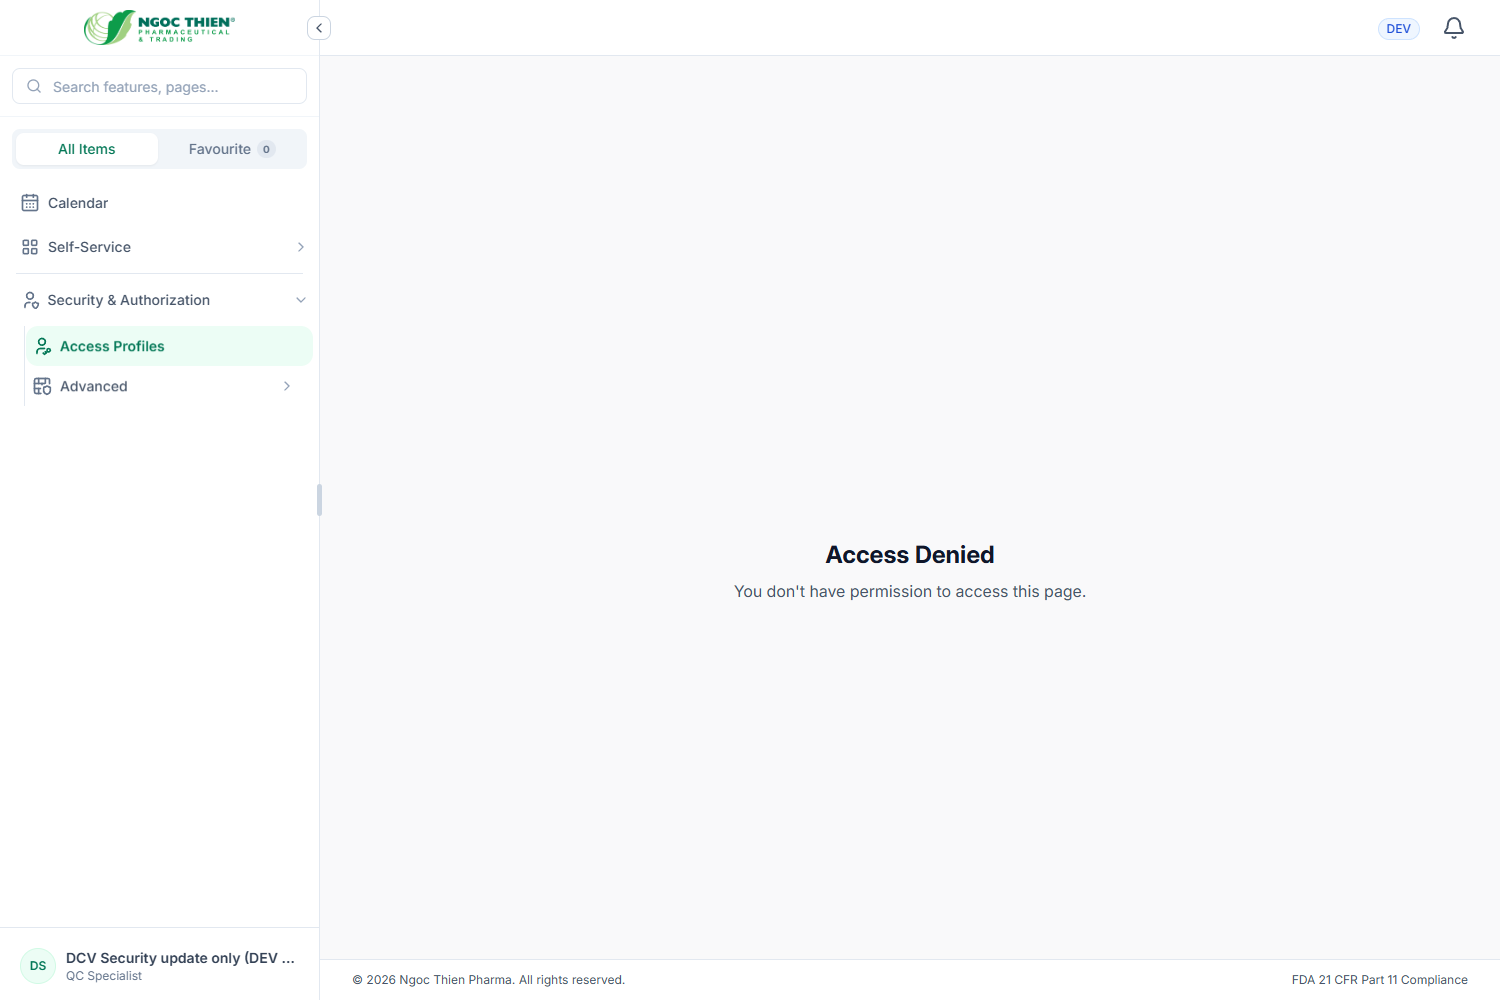 NGOC THIEN®
PHARMACEUTICAL
& TRADING
DEV
Search features, pages...
All Items
Favourite 0
Calendar
Self-Service
Security & Authorization
Access Profiles
Advanced
Access Denied
You don't have permission to access this page.
DS
DCV Security update only (DEV ...
QC Specialist
© 2026 Ngoc Thien Pharma. All rights reserved.
FDA 21 CFR Part 11 Compliance